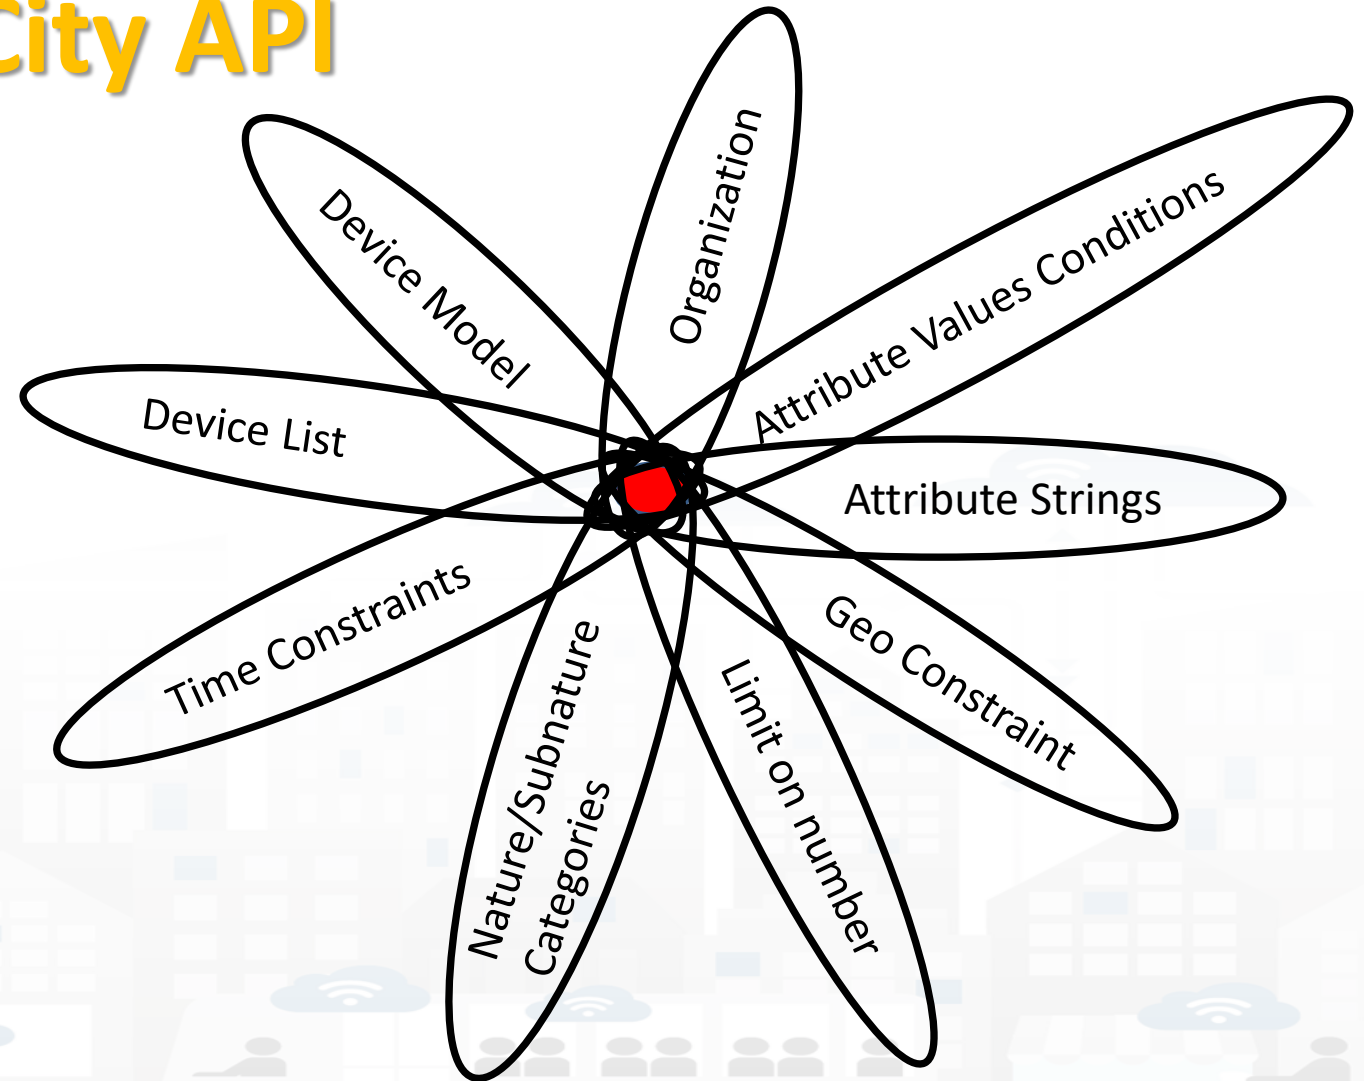 City API
Organization
Device Model
Attribute Values Conditions
Device List
Attribute Strings
Time Constraints
Geo Constraint
Nature/Subnature
Categories
Limit on number